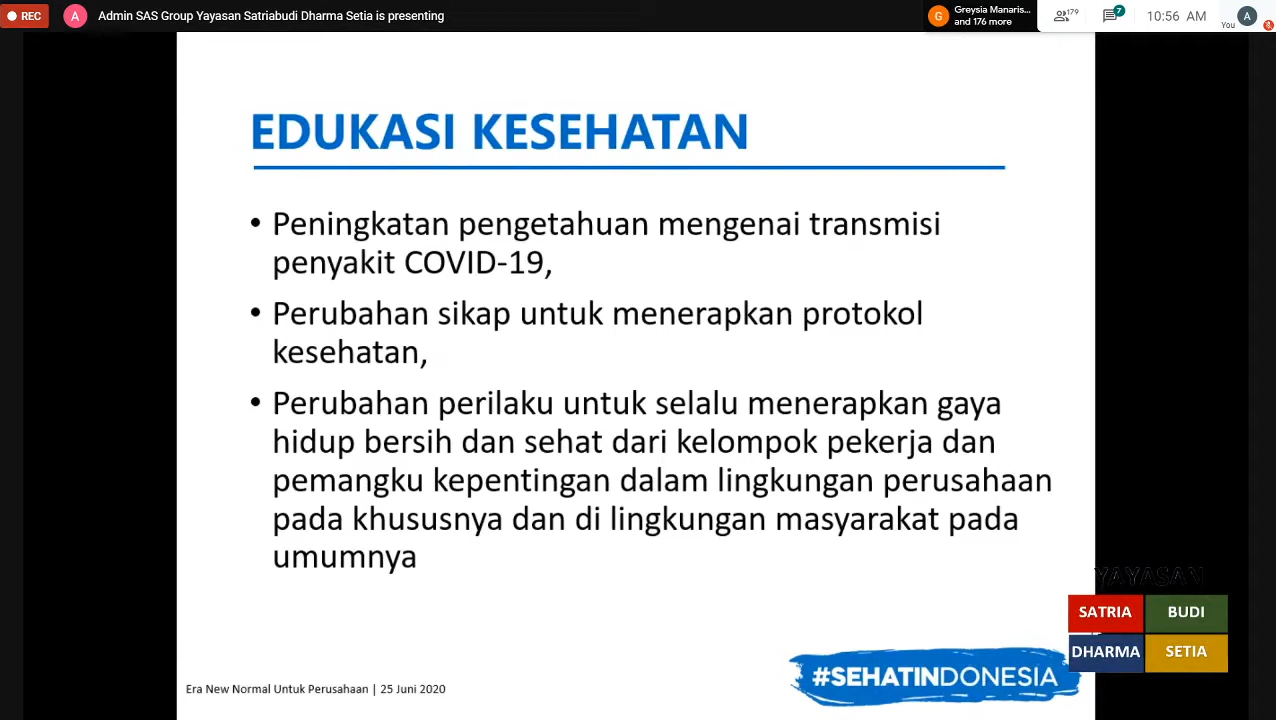 REC
A
Admin SAS Group Yayasan Satriabudi Dharma Setia is presenting
G
Greysia Manaris...
and 176 more
179
7
10:56 AM
You
A
EDUKASI KESEHATAN
• Peningkatan pengetahuan mengenai transmisi
penyakit COVID-19,
• Perubahan sikap untuk menerapkan protokol
kesehatan,
• Perubahan perilaku untuk selalu menerapkan gaya
hidup bersih dan sehat dari kelompok pekerja dan
pemangku kepentingan dalam lingkungan perusahaan
pada khususnya dan di lingkungan masyarakat pada
umumnya
YAYASAN
SATRIA BUDI
DHARMA SETIA
#SEHATINDONESIA
Era New Normal Untuk Perusahaan | 25 Juni 2020